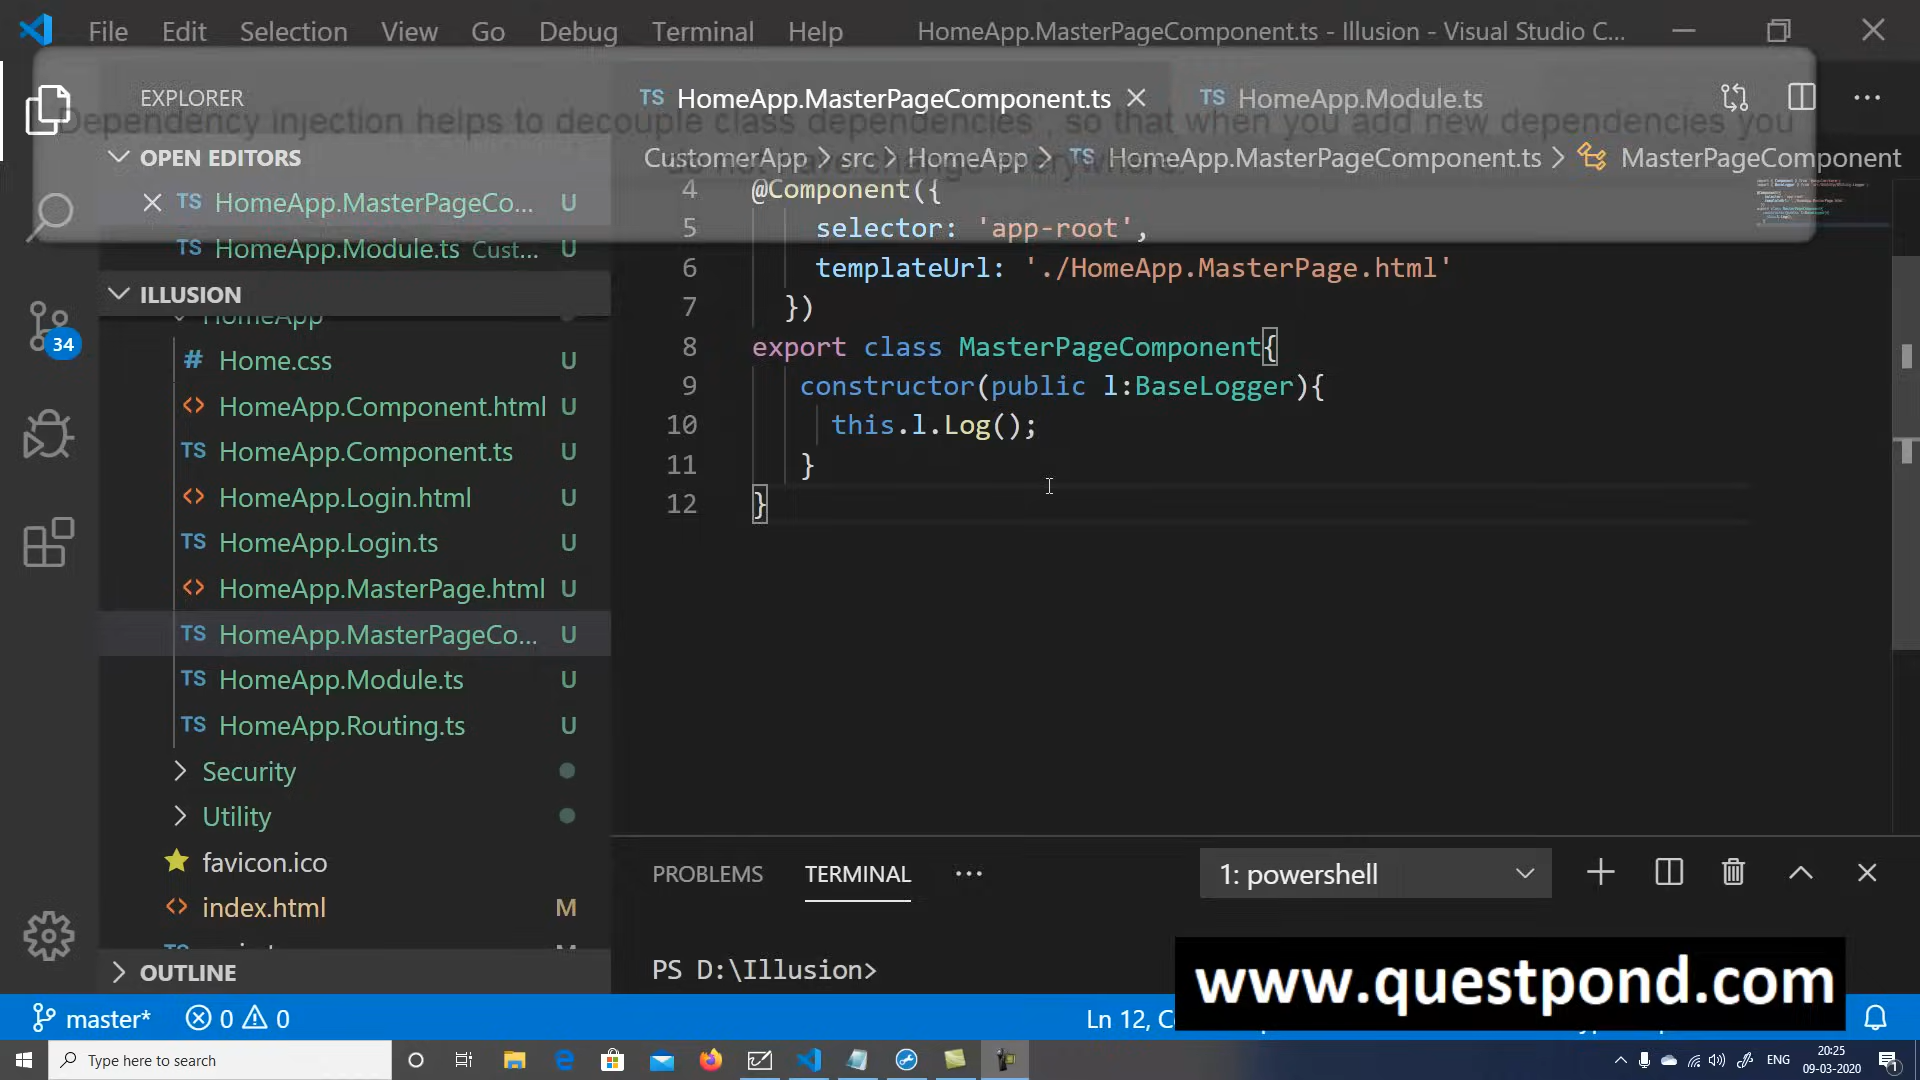 File Edit Selection View Go Debug Terminal Help HomeApp.MasterPageComponent.ts - Illusion - Visual Studio C...
EXPLORER
TS HomeApp.MasterPageComponent.ts
TS HomeApp.Module.ts
Dependency injection helps to decouple class dependencies , so that when you add new dependencies you
do not have change everywhere.
OPEN EDITORS
CustomerApp > src > HomeApp > TS HomeApp.MasterPageComponent.ts > MasterPageComponent
TS HomeApp.MasterPageCo... U
TS HomeApp.Module.ts Cust... U
ILLUSION
HomeApp
# Home.css U
<> HomeApp.Component.html U
TS HomeApp.Component.ts U
<> HomeApp.Login.html U
TS HomeApp.Login.ts U
<> HomeApp.MasterPage.html U
TS HomeApp.MasterPageCo... U
TS HomeApp.Module.ts U
TS HomeApp.Routing.ts U
> Security
> Utility
favicon.ico
<> index.html M
OUTLINE
4 @Component({
5 selector: 'app-root',
6 templateUrl: './HomeApp.MasterPage.html'
7 })
8 export class MasterPageComponent{
9 constructor(public l:BaseLogger){
10 this.l.Log();
11 }
12 }
PROBLEMS TERMINAL ... 1: powershell
PS D:\Illusion>
www.questpond.com
34
master* 0 0
Ln 12, C
Type here to search
ENG
20:25
09-03-2020
1